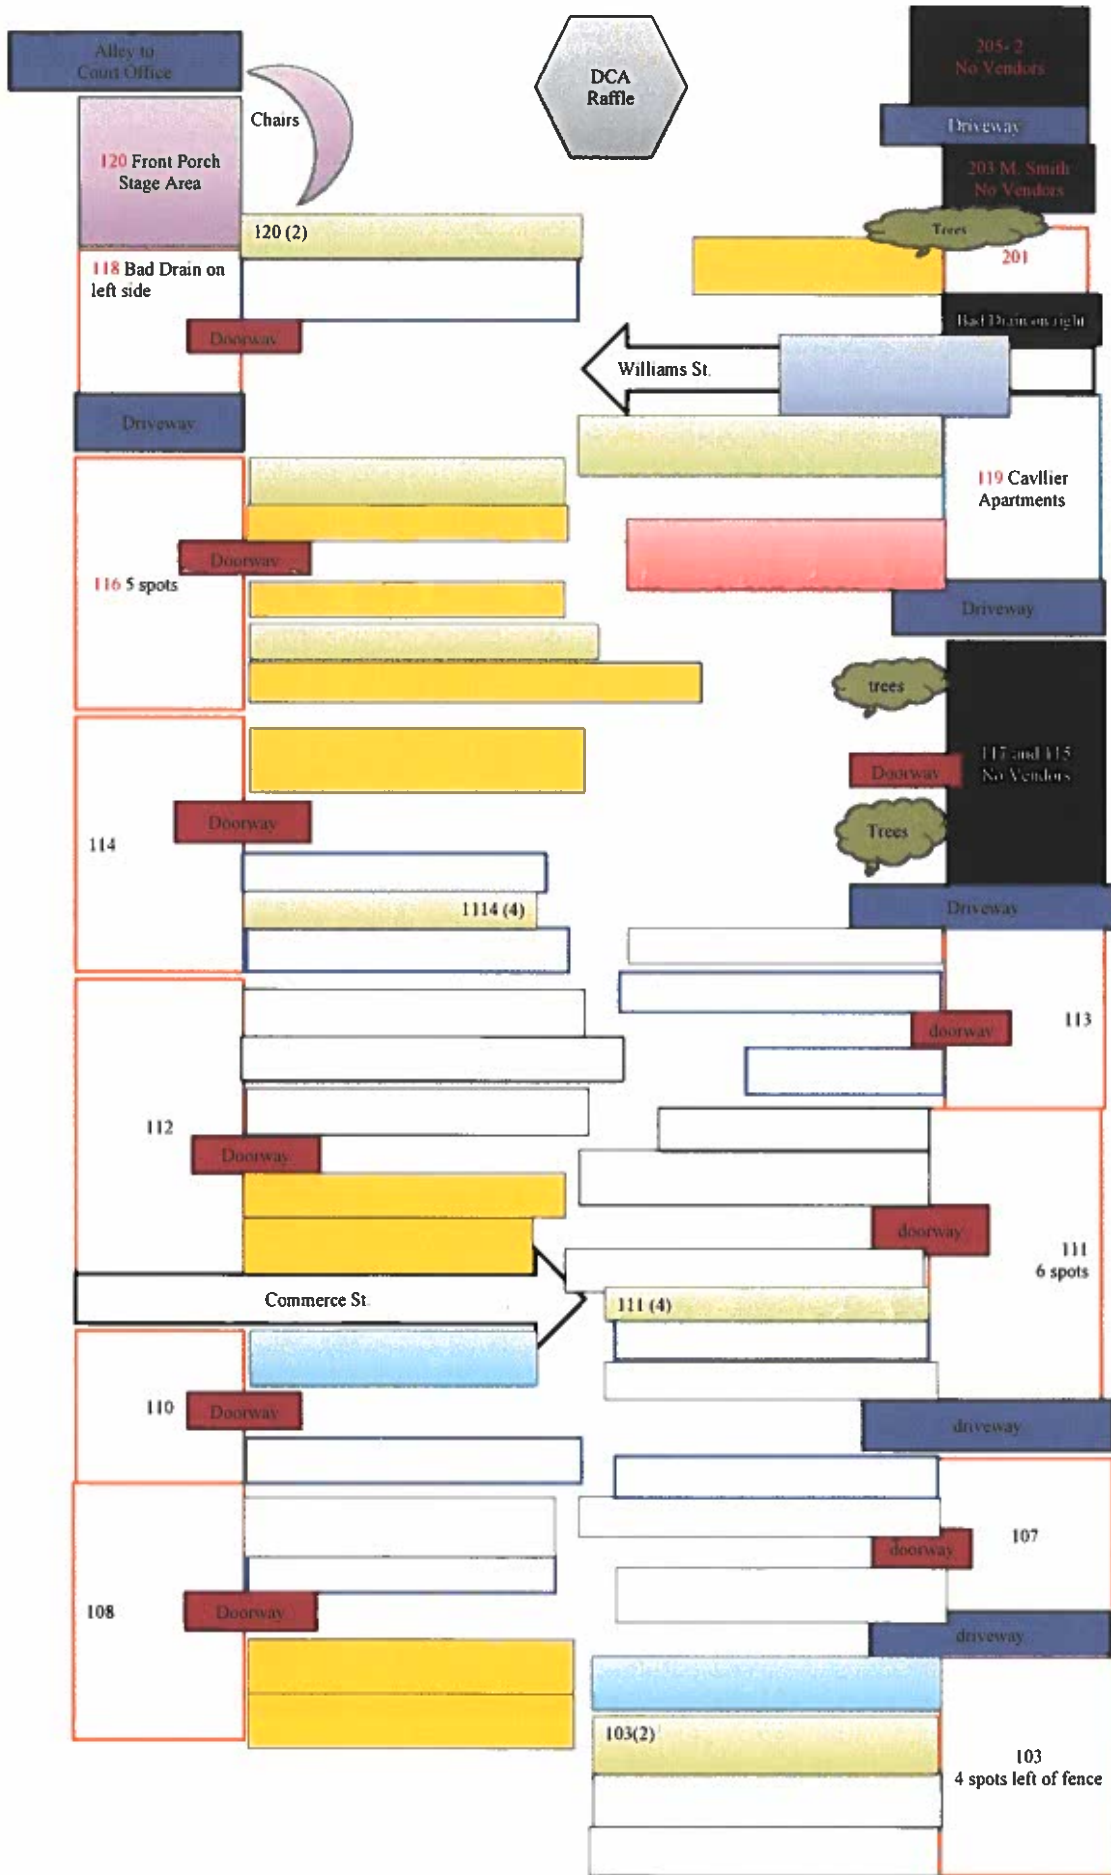 Alley to
Court Office
Chairs
120 Front Porch
Stage Area
120 (2)
118 Bad Drain on
left side
Doorway
Driveway
116 5 spots
Doorway
114
Doorway
1114 (4)
112
Doorway
Commerce St.
110
Doorway
108
Doorway
DCA
Raffle
205- 2
No Vendors
Driveway
203 M. Smith
No Vendors
Trees
201
Bad Drain on right
Williams St.
119 Cavllier
Apartments
Driveway
trees
117 and 115
No Vendors
Doorway
Trees
Driveway
113
doorway
doorway
111
6 spots
111 (4)
driveway
107
doorway
driveway
103(2)
103
4 spots left of fence